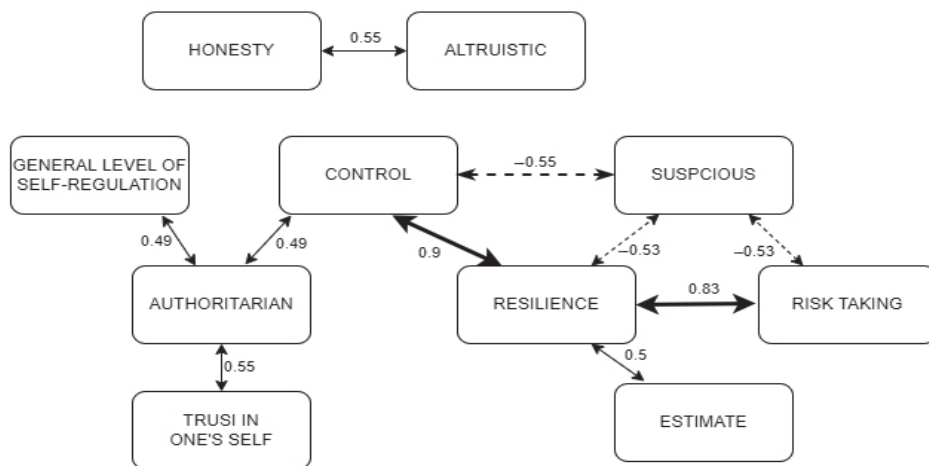 0.55
HONESTY
ALTRUISTIC
GENERAL LEVEL OF
SELF-REGULATION
CONTROL
–0.55
SUSPCIOUS
0.49
0.49
0.9
–0.53
–0.53
AUTHORITARIAN
RESILIENCE
0.83
RISK TAKING
0.55
0.5
TRUSI IN
ONE'S SELF
ESTIMATE